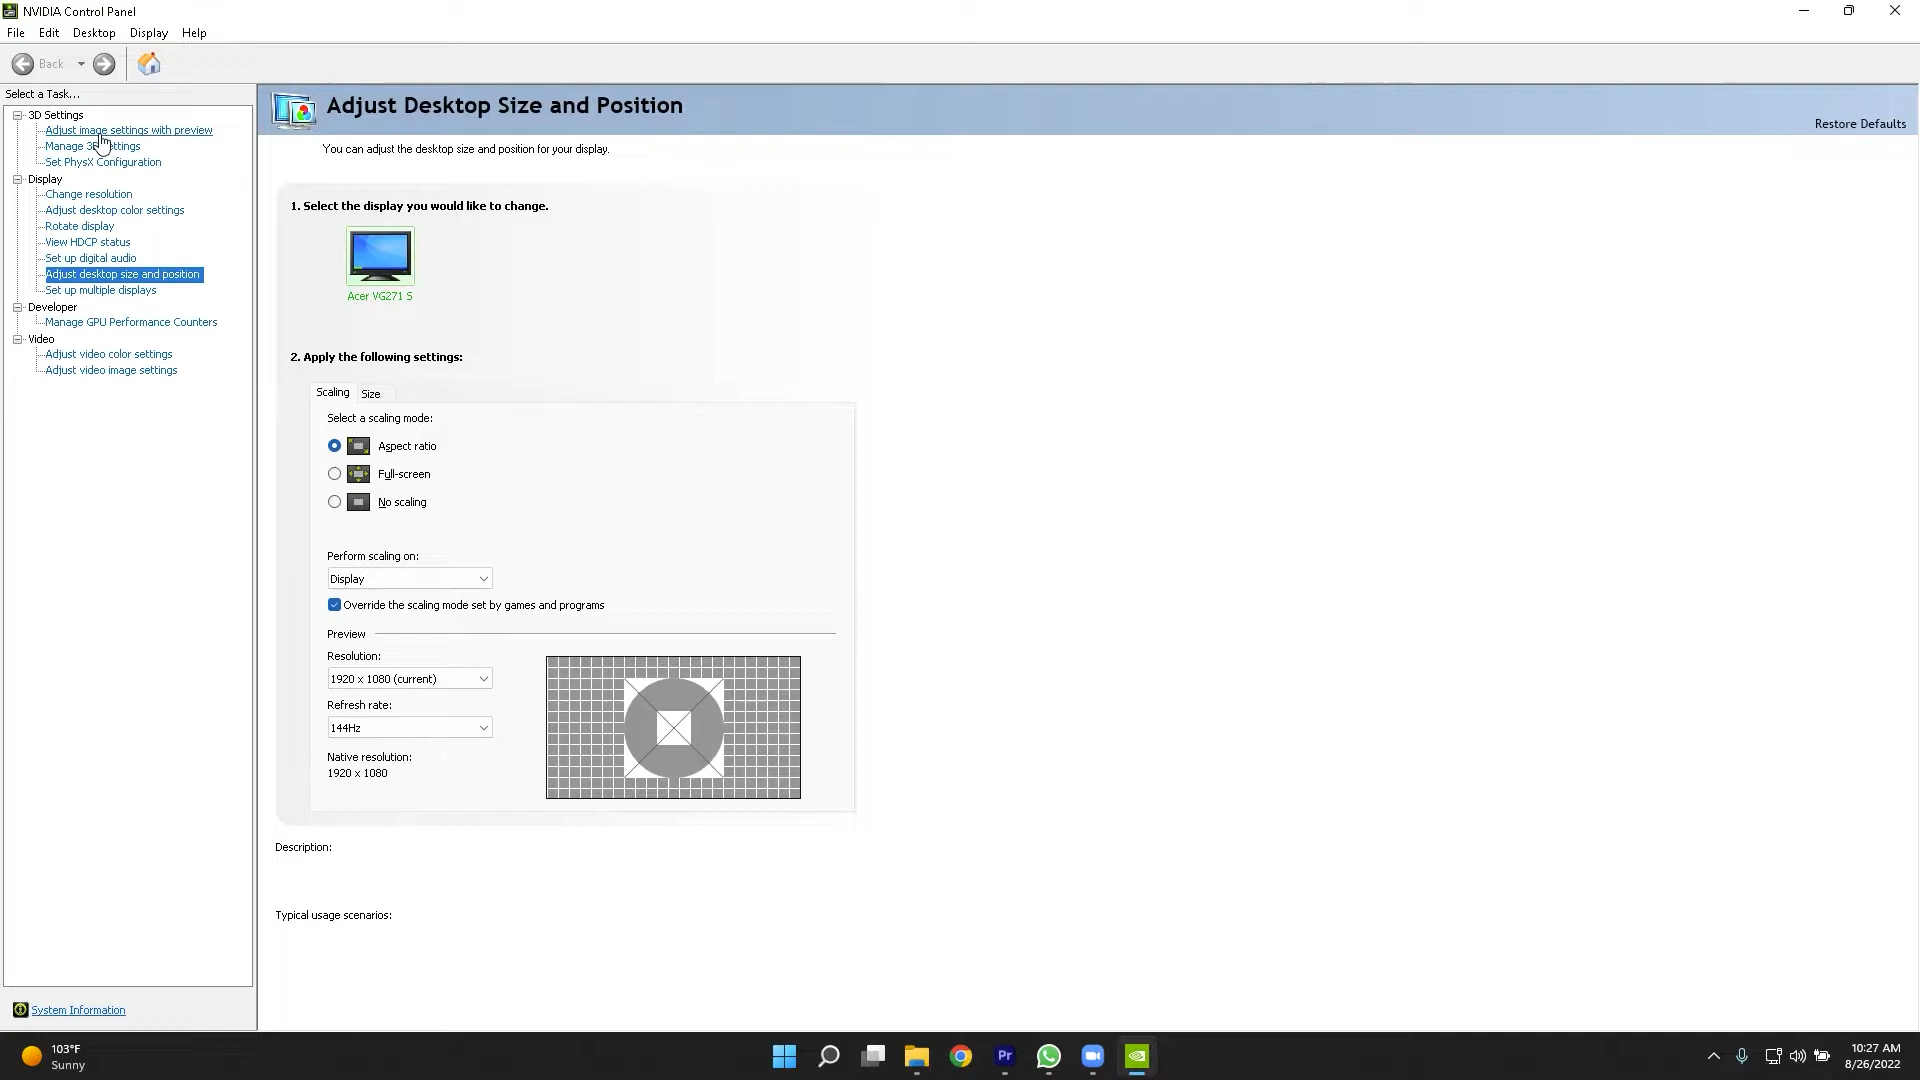 NVIDIA Control Panel
File Edit Desktop Display Help
Back
Select a Task...
3D Settings
Adjust image settings with preview
Manage 3D settings
Set PhysX Configuration
Display
Change resolution
Adjust desktop color settings
Rotate display
View HDCP status
Set up digital audio
Adjust desktop size and position
Set up multiple displays
Developer
Manage GPU Performance Counters
Video
Adjust video color settings
Adjust video image settings
System Information
Adjust Desktop Size and Position
Restore Defaults
You can adjust the desktop size and position for your display.
1. Select the display you would like to change.
Acer VG271 S
2. Apply the following settings:
Scaling Size
Select a scaling mode:
Aspect ratio
Full-screen
No scaling
Perform scaling on:
Display
Override the scaling mode set by games and programs
Preview
Resolution:
1920 x 1080 (current)
Refresh rate:
144Hz
Native resolution:
1920 x 1080
Description:
Typical usage scenarios:
103°F
Sunny
Pr
10:27 AM
8/26/2022